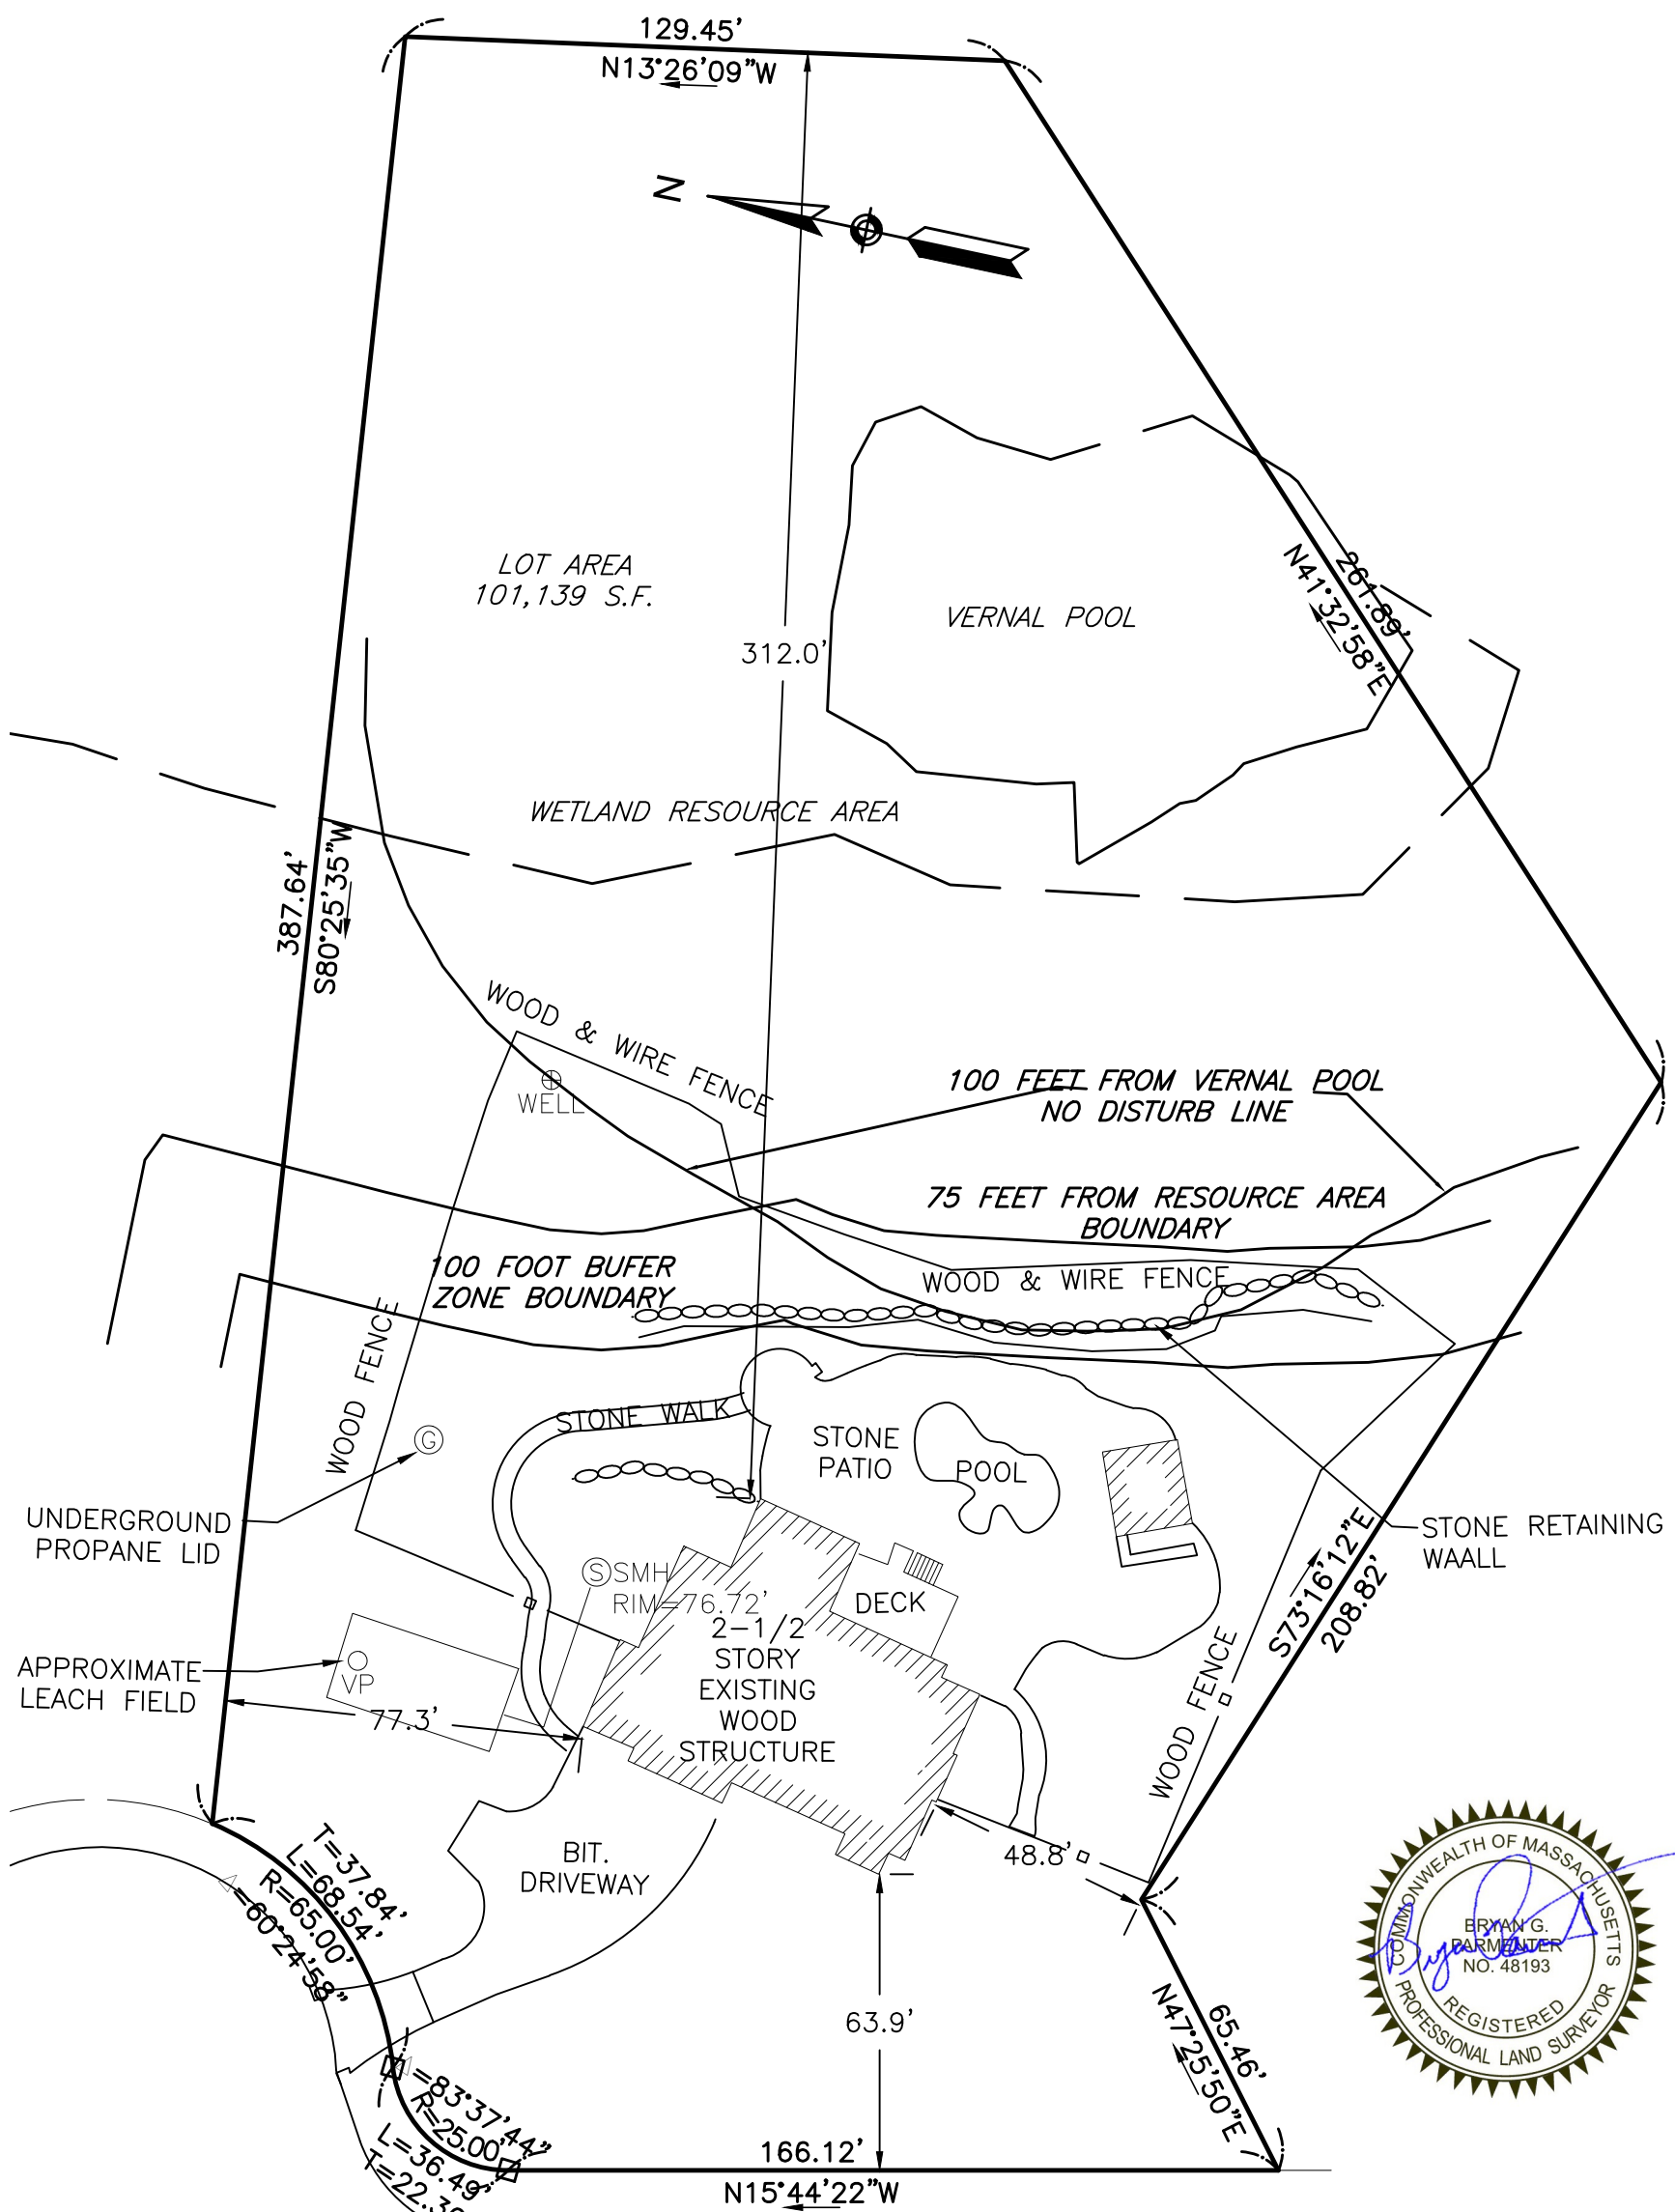 129.45'
N13°26'09"W
N
LOT AREA
101,139 S.F.
VERNAL POOL
312.0'
261.89'
N41°32'58"E
WETLAND RESOURCE AREA
387.64'
S80°25'35"W
WOOD & WIRE FENCE
WELL
100 FEET FROM VERNAL POOL
NO DISTURB LINE
75 FEET FROM RESOURCE AREA
BOUNDARY
100 FOOT BUFER
ZONE BOUNDARY
WOOD & WIRE FENCE
WOOD FENCE
STONE WALK
STONE
PATIO
POOL
G
UNDERGROUND
PROPANE LID
STONE RETAINING
WAALL
S73°16'12"E
208.82'
S SMH
RIM=76.72'
DECK
2-1/2
STORY
EXISTING
WOOD
STRUCTURE
APPROXIMATE
LEACH FIELD
VP
77.3'
WOOD FENCE
BIT.
DRIVEWAY
48.8'
T=37.84'
L=68.54'
R=65.00'
=60°24'58"
63.9'
65.46'
N47°25'50"E
=83°37'44"
R=25.00'
L=36.49'
166.12'
N15°44'22"W
COMMONWEALTH OF MASSACHUSETTS
BRYAN G.
PARMENTER
NO. 48193
REGISTERED
PROFESSIONAL LAND SURVEYOR